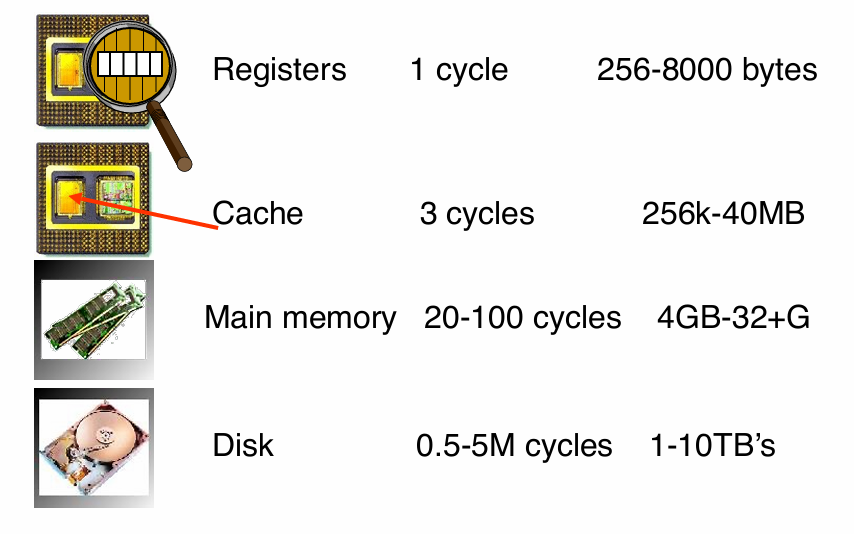 Registers 1 cycle 256-8000 bytes
Cache 3 cycles 256k-40MB
Main memory 20-100 cycles 4GB-32+G
Disk 0.5-5M cycles 1-10TB’s